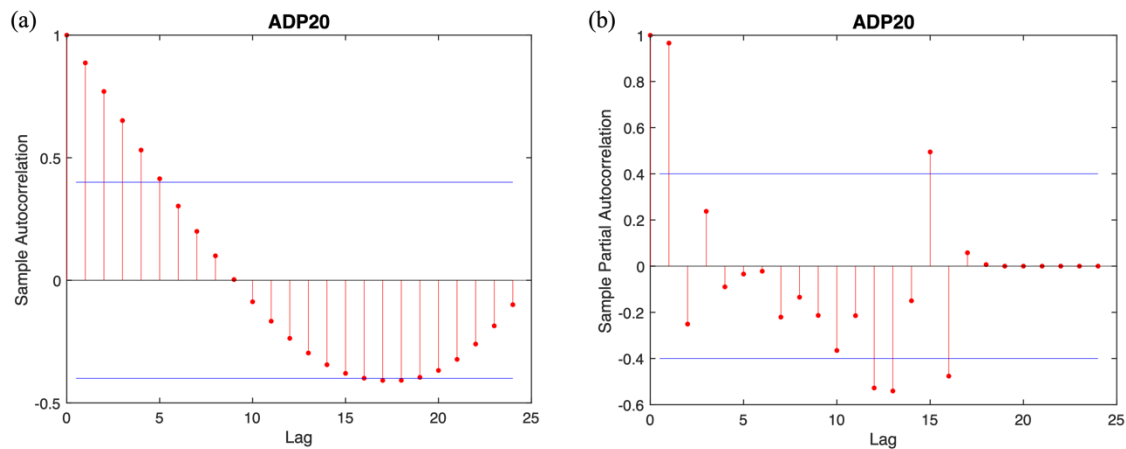 (a)
ADP20
1
0.5
0
-0.5
Sample Autocorrelation
0 5 10 15 20 25
Lag
(b)
ADP20
1
0.8
0.6
0.4
0.2
0
-0.2
-0.4
-0.6
Sample Partial Autocorrelation
0 5 10 15 20 25
Lag